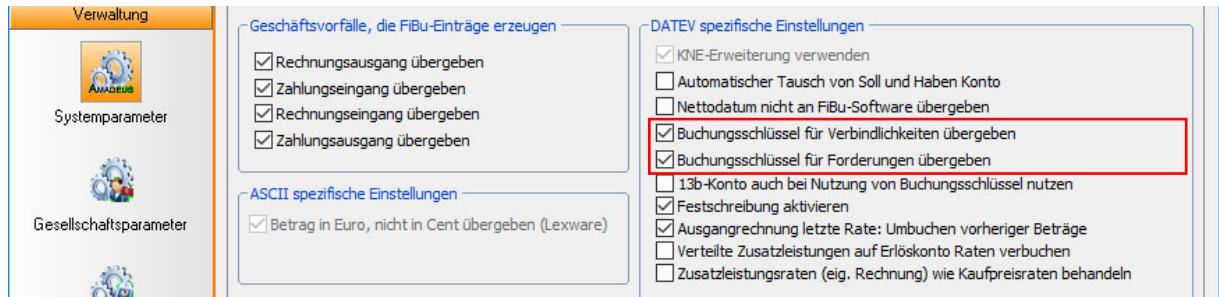 Verwaltung
AMADEUS
Systemparameter
Gesellschaftsparameter
Geschäftsvorfälle, die FiBu-Einträge erzeugen
Rechnungsausgang übergeben
Zahlungseingang übergeben
Rechnungseingang übergeben
Zahlungsausgang übergeben
ASCII spezifische Einstellungen
Betrag in Euro, nicht in Cent übergeben (Lexware)
DATEV spezifische Einstellungen
KNE-Erweiterung verwenden
Automatischer Tausch von Soll und Haben Konto
Nettodatum nicht an FiBu-Software übergeben
Buchungsschlüssel für Verbindlichkeiten übergeben
Buchungsschlüssel für Forderungen übergeben
13b-Konto auch bei Nutzung von Buchungsschlüssel nutzen
Festschreibung aktivieren
Ausgangrechnung letzte Rate: Umbuchen vorheriger Beträge
Verteilte Zusatzleistungen auf Erlöskonto Raten verbuchen
Zusatzleistungsraten (eig. Rechnung) wie Kaufpreisraten behandeln